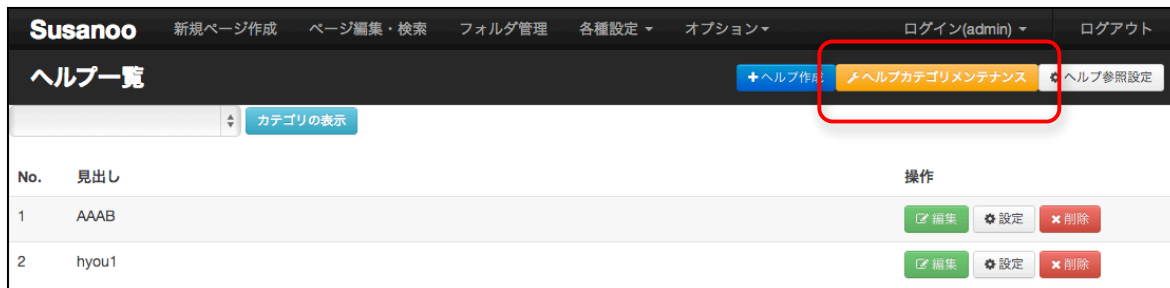 Susanoo 新規ページ作成 ページ編集・検索 フォルダ管理 各種設定 オプション ログイン(admin) ログアウト
ヘルプ一覧 ヘルプ作成 ヘルプカテゴリメンテナンス ヘルプ参照設定
カテゴリの表示
No. 見出し 操作
1 AAAB 編集 設定 削除
2 hyou1 編集 設定 削除